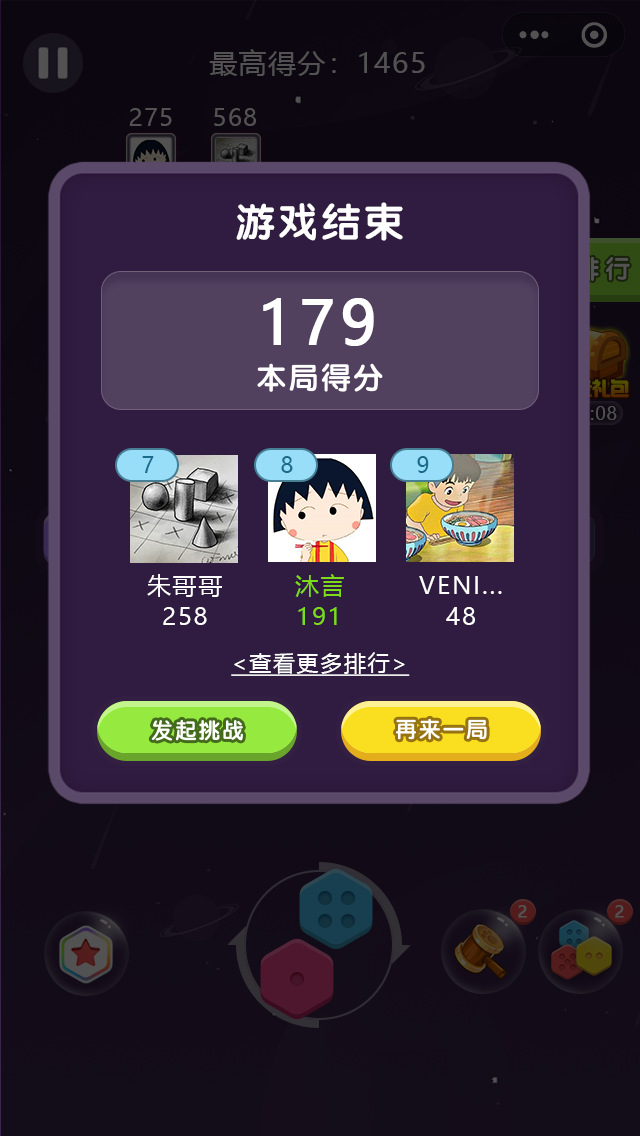 最高得分：1465
275 568
游戏结束
179
本局得分
排行
礼包
:08
7 8 9
朱哥哥 沐言 VENI...
258 191 48
<查看更多排行>
发起挑战 再来一局
2 2